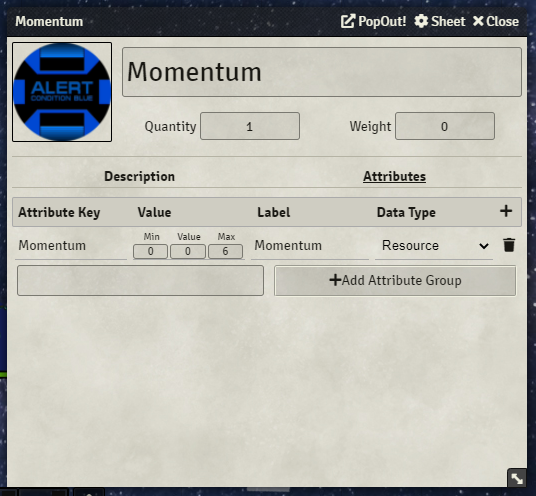 Momentum PopOut! Sheet Close
ALERT
CONDITION BLUE
Momentum
Quantity 1 Weight 0
Description Attributes
Attribute Key Value Label Data Type
Min Value Max
Momentum 0 0 6 Momentum Resource
Add Attribute Group